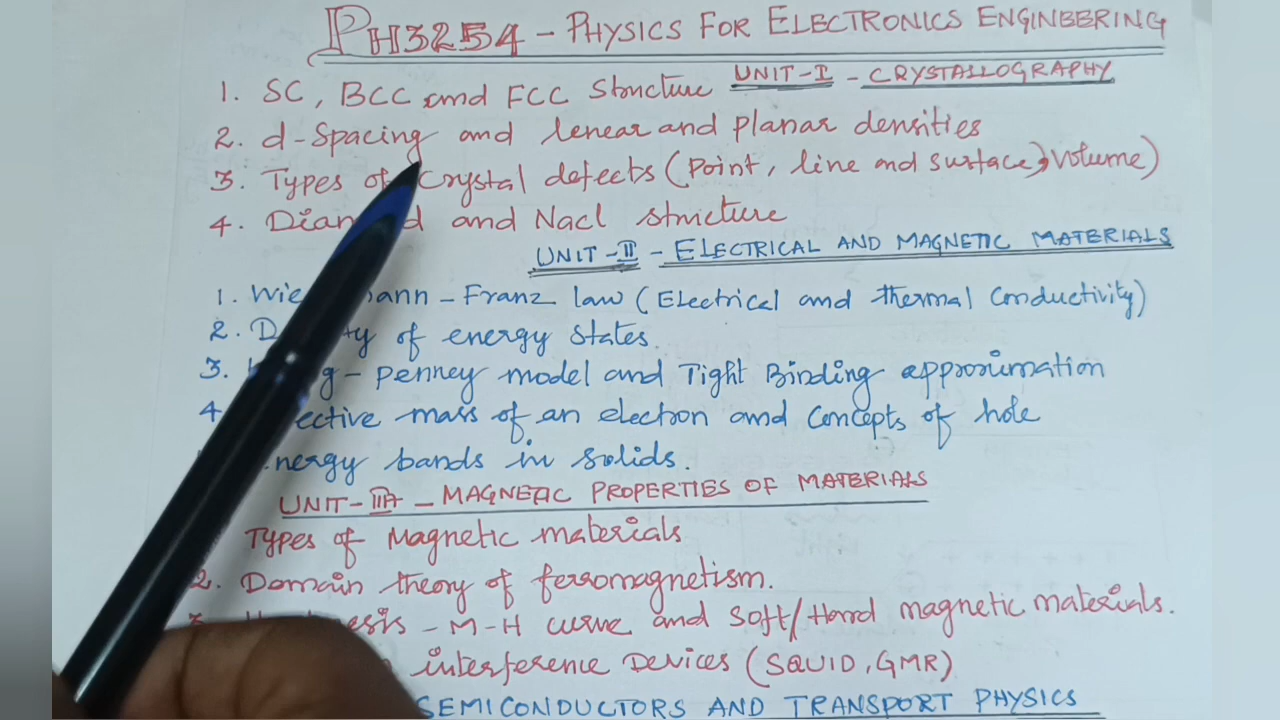 PH3254 - PHYSICS FOR ELECTRONICS ENGINEERING
UNIT-I - CRYSTALLOGRAPHY
1. SC, BCC and FCC Structure
2. d-Spacing and lenear and planar densities
3. Types of Crystal defects (Point, line and surface, Volume)
4. and Nacl structure
UNIT-II - ELECTRICAL AND MAGNETIC MATERIALS
1. - Franz law (Electrical and thermal Conductivity)
2. of energy states.
3. - Penney model and Tight Binding approximation
4. mass of an electron and concepts of hole
energy bands in solids.
UNIT-III - MAGNETIC PROPERTIES OF MATERIALS
Types of Magnetic materials
2. Domain theory of ferromagnetism.
3. - M-H curve and Soft/Hard magnetic materials.
interference Devices (SQUID, GMR)
SEMICONDUCTORS AND TRANSPORT PHYSICS